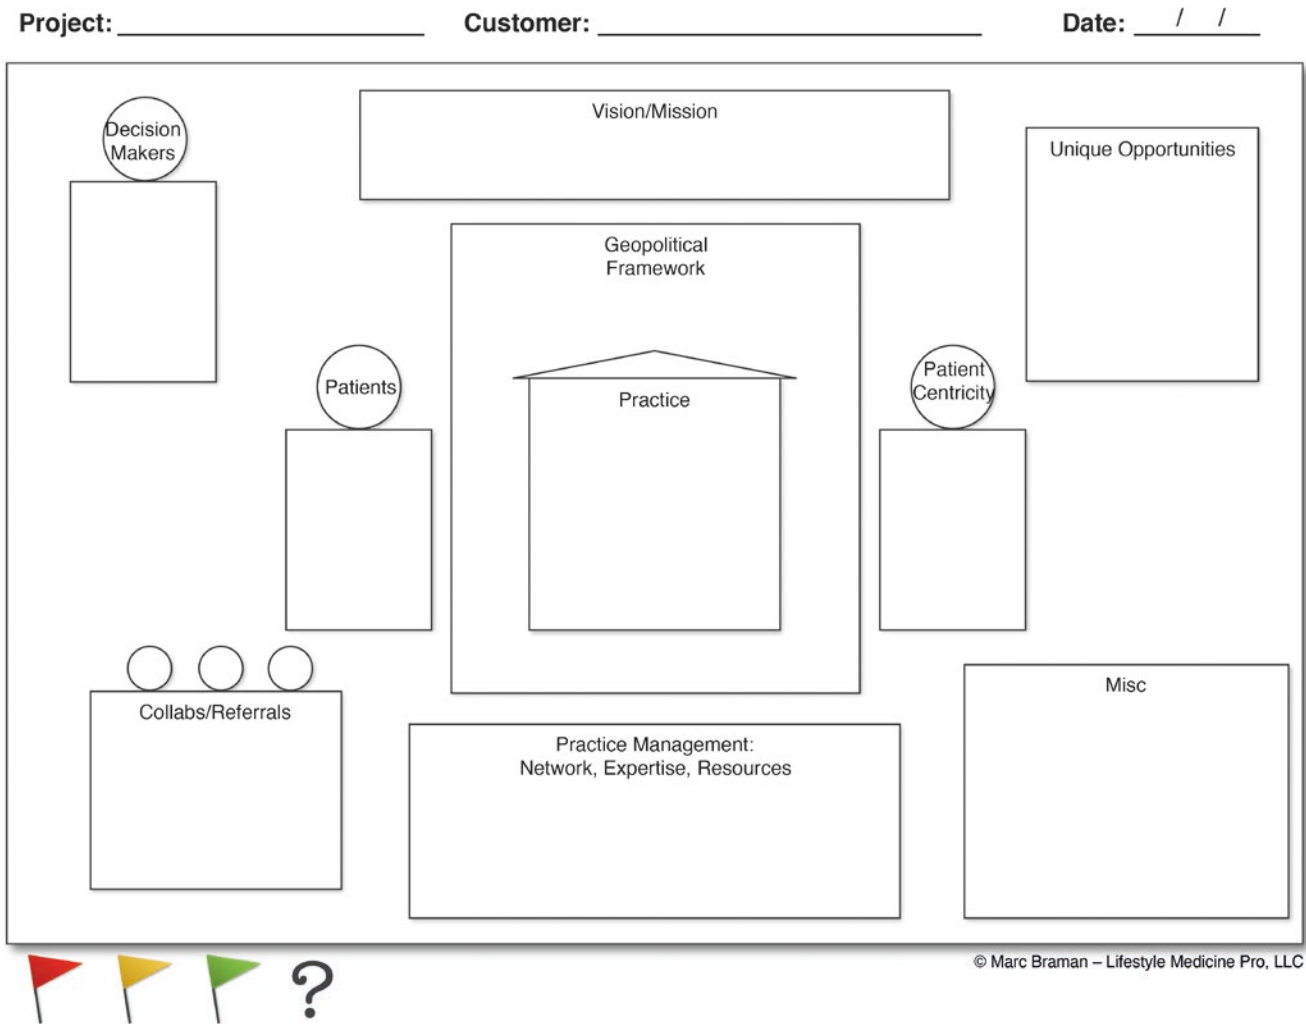 Project: Customer: Date: / /
Decision
Makers
Vision/Mission
Unique Opportunities
Geopolitical
Framework
Patients
Practice
Patient
Centricity
Collabs/Referrals
Practice Management:
Network, Expertise, Resources
Misc
?
© Marc Braman – Lifestyle Medicine Pro, LLC